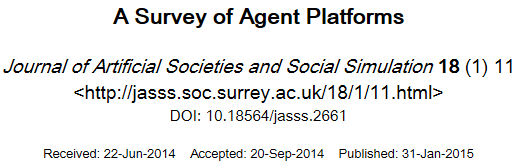 A Survey of Agent Platforms
Journal of Artificial Societies and Social Simulation 18 (1) 11
<http://jasss.soc.surrey.ac.uk/18/1/11.html>
DOI: 10.18564/jasss.2661
Received: 22-Jun-2014 Accepted: 20-Sep-2014 Published: 31-Jan-2015